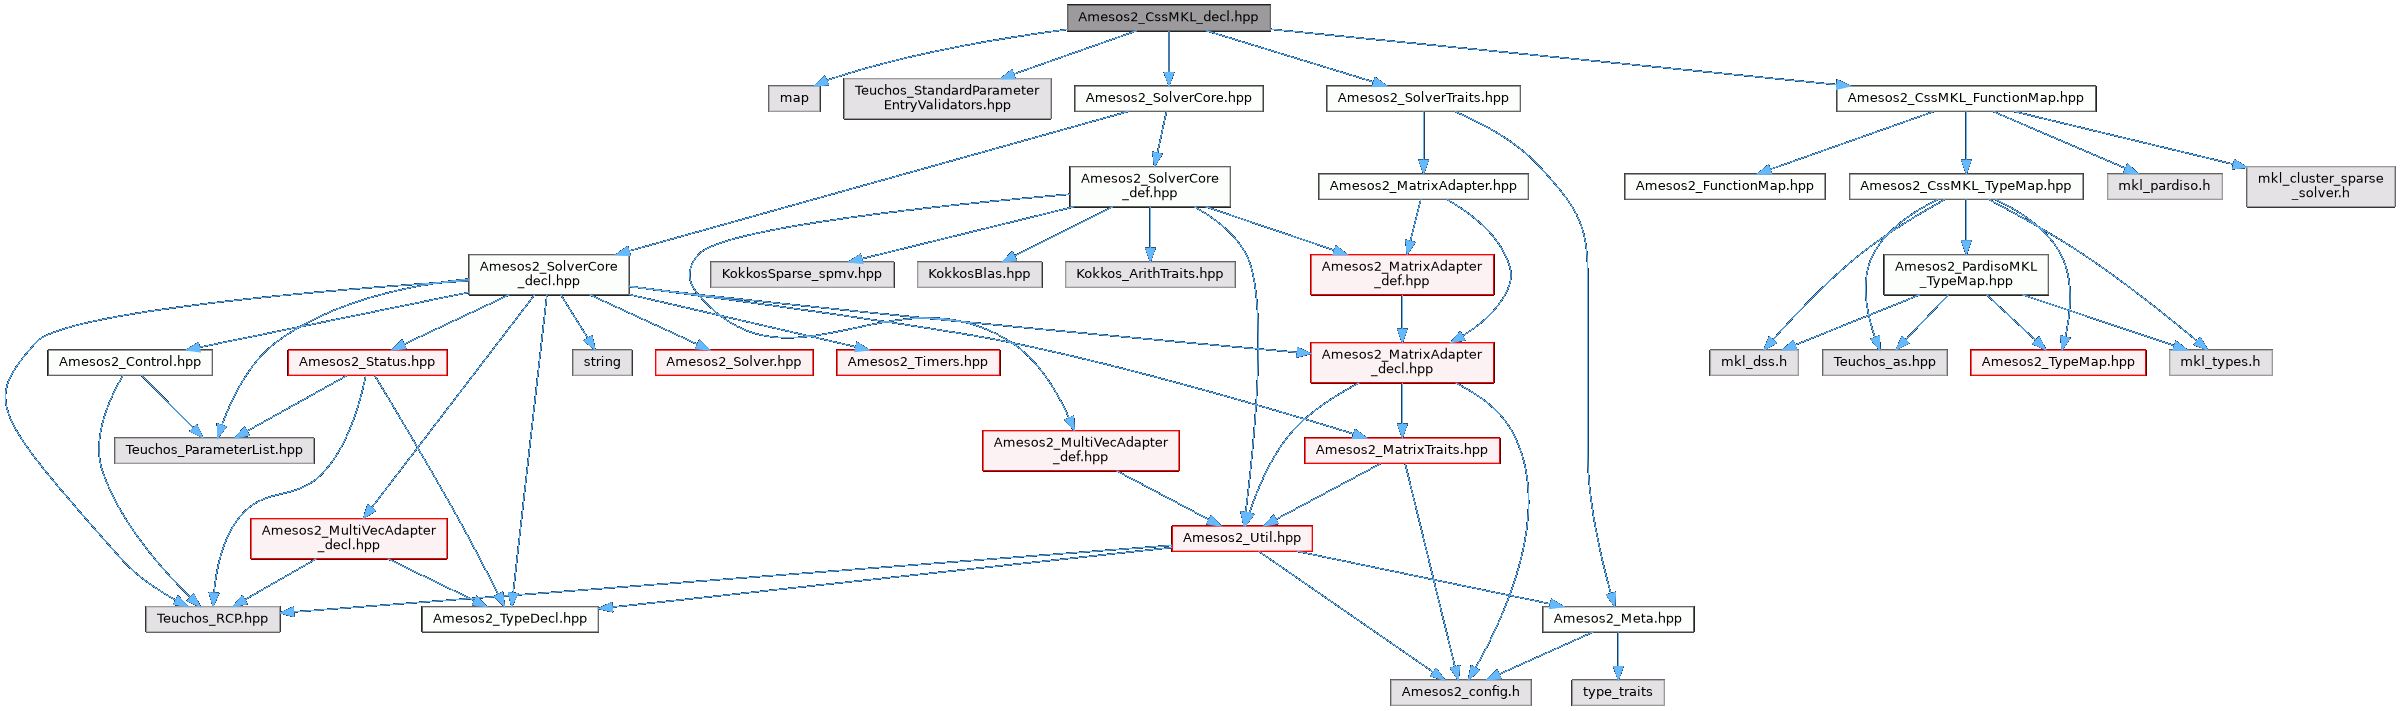 Amesos2_CssMKL_decl.hpp
map
Teuchos_StandardParameter
EntryValidators.hpp
Amesos2_SolverCore.hpp
Amesos2_SolverTraits.hpp
Amesos2_CssMKL_FunctionMap.hpp
Amesos2_SolverCore
_def.hpp
Amesos2_MatrixAdapter.hpp
Amesos2_FunctionMap.hpp
Amesos2_CssMKL_TypeMap.hpp
mkl_pardiso.h
mkl_cluster_sparse
_solver.h
Amesos2_SolverCore
_decl.hpp
KokkosSparse_spmv.hpp
KokkosBlas.hpp
Kokkos_ArithTraits.hpp
Amesos2_MatrixAdapter
_def.hpp
Amesos2_PardisoMKL
_TypeMap.hpp
Amesos2_Control.hpp
Amesos2_Status.hpp
string
Amesos2_Solver.hpp
Amesos2_Timers.hpp
Amesos2_MatrixAdapter
_decl.hpp
mkl_dss.h
Teuchos_as.hpp
Amesos2_TypeMap.hpp
mkl_types.h
Teuchos_ParameterList.hpp
Amesos2_MultiVecAdapter
_def.hpp
Amesos2_MatrixTraits.hpp
Amesos2_MultiVecAdapter
_decl.hpp
Amesos2_Util.hpp
Teuchos_RCP.hpp
Amesos2_TypeDecl.hpp
Amesos2_Meta.hpp
Amesos2_config.h
type_traits